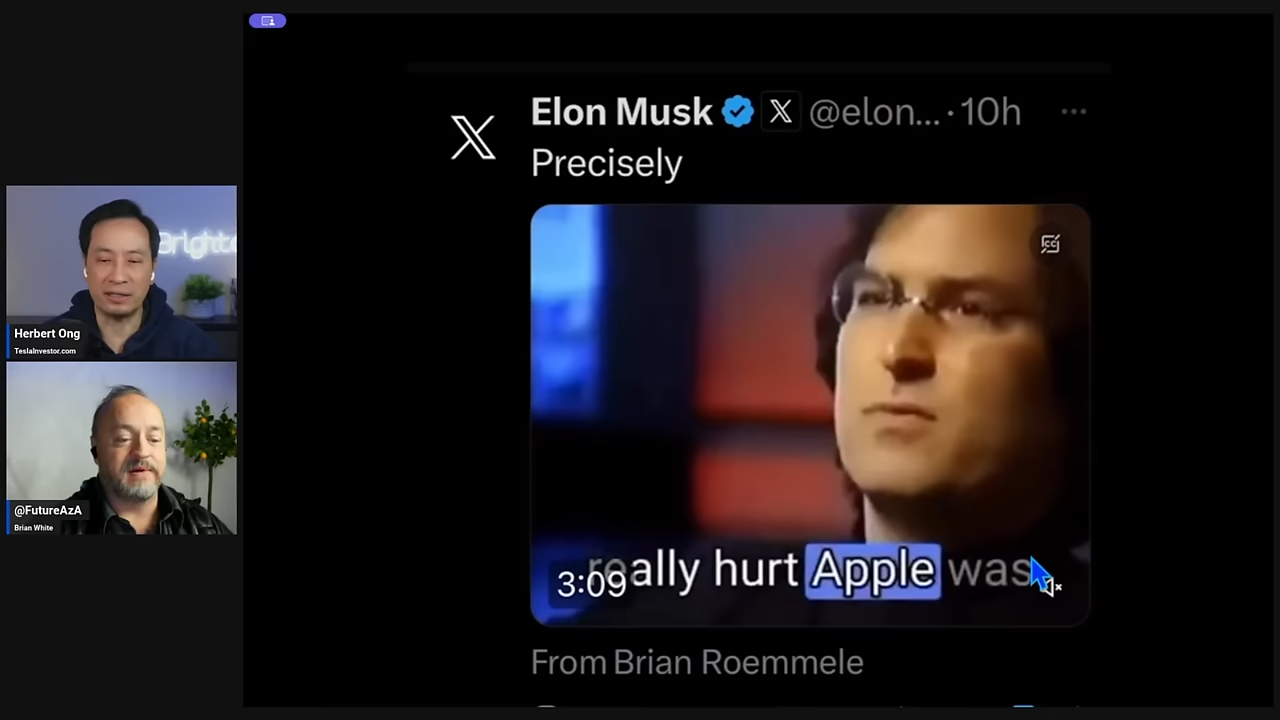 Elon Musk @elon... · 10h
Precisely
really hurt Apple was
3:09
From Brian Roemmele
Brighte
Herbert Ong
TeslaInvestor.com
@FutureAzA
Brian White